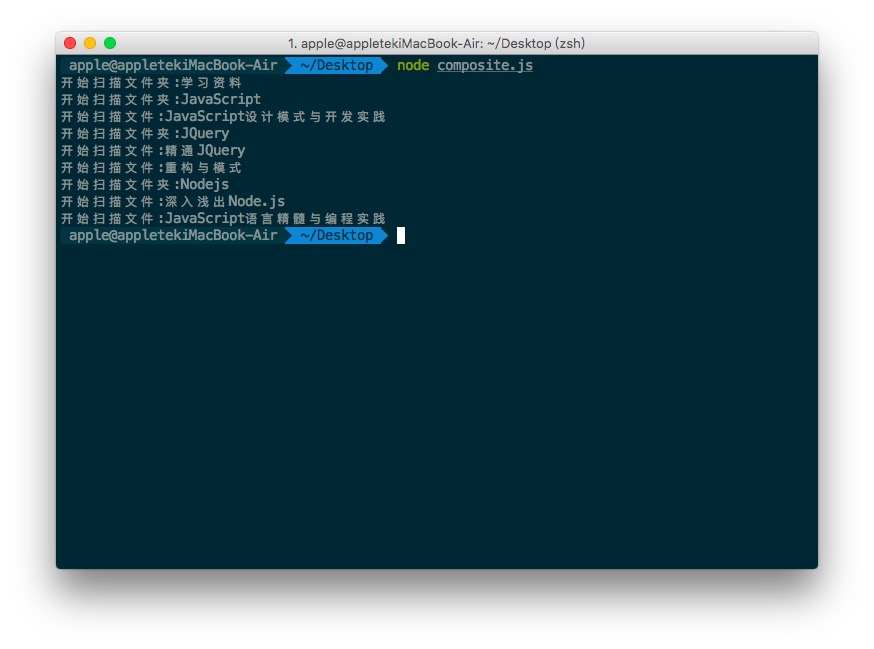 1. apple@appletekiMacBook-Air: ~/Desktop (zsh)
apple@appletekiMacBook-Air ~/Desktop node composite.js
开始扫描文件夹:学习资料
开始扫描文件夹:JavaScript
开始扫描文件:JavaScript设计模式与开发实践
开始扫描文件夹:JQuery
开始扫描文件:精通JQuery
开始扫描文件:重构与模式
开始扫描文件夹:Nodejs
开始扫描文件:深入浅出Node.js
开始扫描文件:JavaScript语言精髓与编程实践
apple@appletekiMacBook-Air ~/Desktop